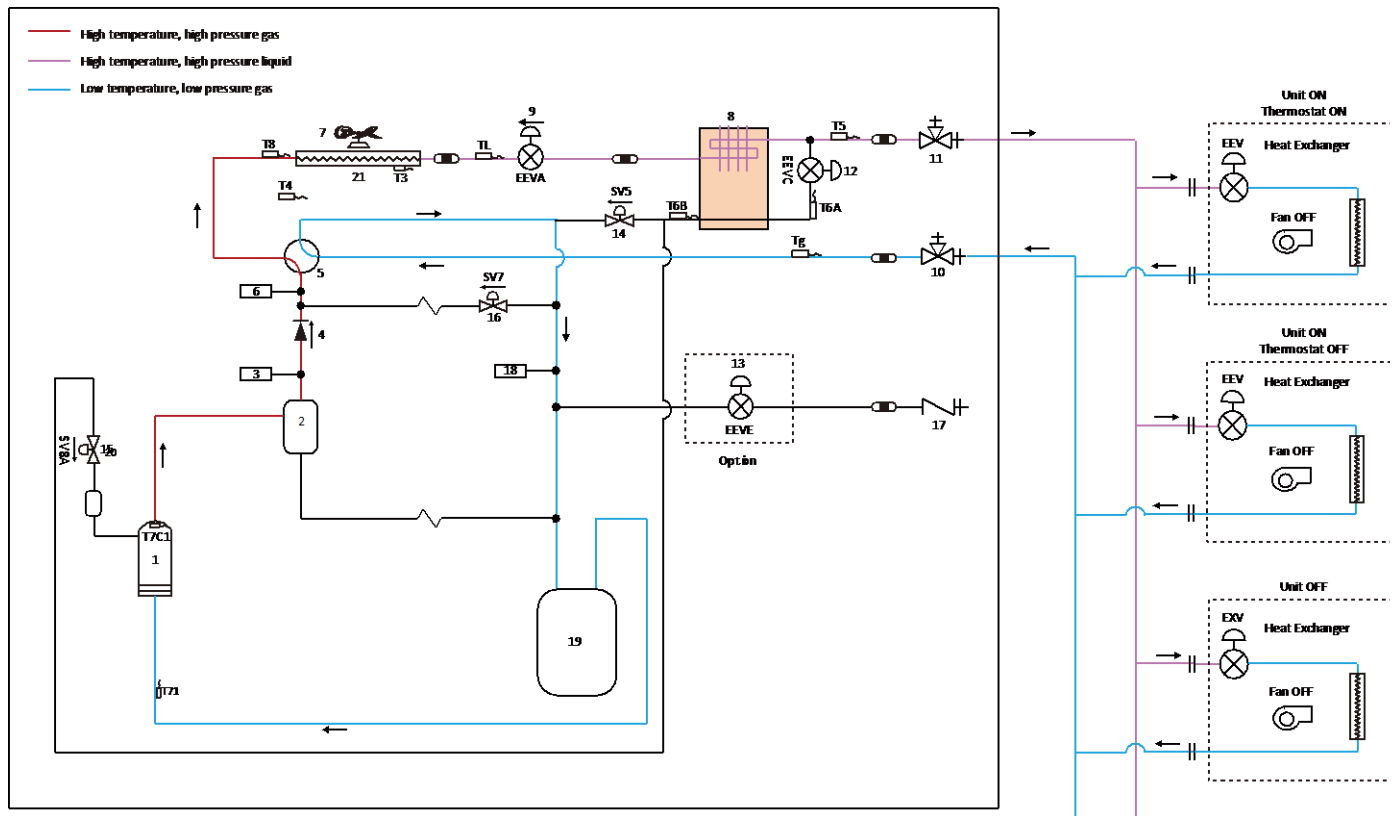 High temperature, high pressure gas
High temperature, high pressure liquid
Low temperature, low pressure gas
7
T8
21
T3
T4
TL
9
EEVA
8
T5
11
EEVC
12
T6A
SV5
14
T6B
5
Tg
10
6
SV7
16
4
3
18
13
EEVE
Option
17
2
SV8A
20
T7C1
1
19
T71
Unit ON
Thermostat ON
EEV
Heat Exchanger
Fan OFF
Unit ON
Thermostat OFF
EEV
Heat Exchanger
Fan OFF
Unit OFF
EXV
Heat Exchanger
Fan OFF